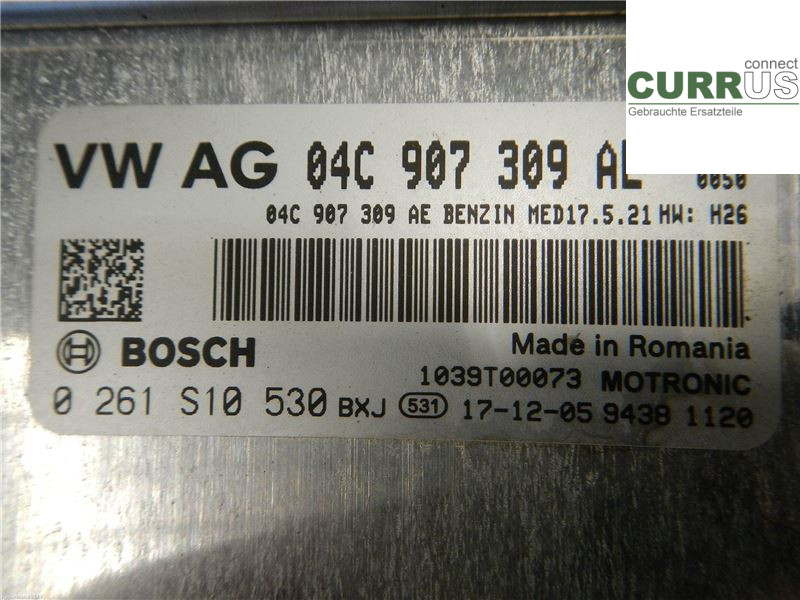 connect
CURRUS
Gebrauchte Ersatzteile
VW AG 04C 907 309
0050
04C 907 309 AE BENZIN MED17.5.21 HW: H26
BOSCH
Made in Romania
1039T00073 MOTRONIC
0 261 S10 530 BXJ 531 17-12-05 9438 1120